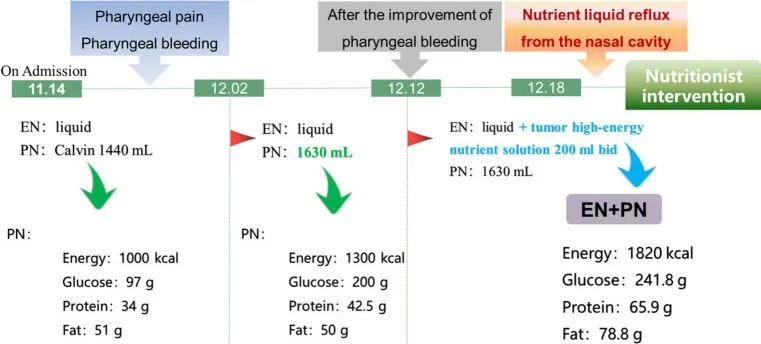 Pharyngeal pain
Pharyngeal bleeding
After the improvement of
pharyngeal bleeding
Nutrient liquid reflux
from the nasal cavity
On Admission
11.14
12.02
12.12
12.18
Nutritionist
intervention
EN：liquid
PN：Calvin 1440 mL
EN：liquid
PN：1630 mL
EN：liquid + tumor high-energy
nutrient solution 200 ml bid
PN：1630 mL
EN+PN
PN：
Energy：1000 kcal
Glucose：97 g
Protein：34 g
Fat：51 g
PN：
Energy：1300 kcal
Glucose：200 g
Protein：42.5 g
Fat：50 g
Energy：1820 kcal
Glucose：241.8 g
Protein：65.9 g
Fat：78.8 g